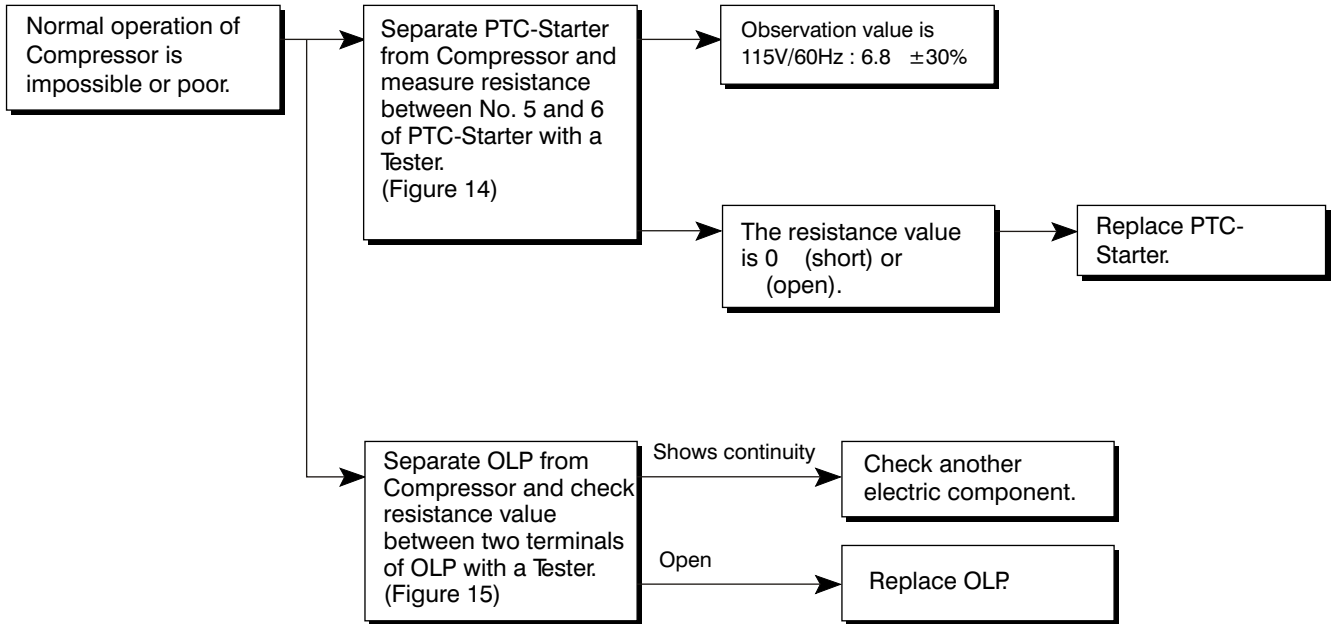 Normal operation of
Compressor is
impossible or poor.
Separate PTC-Starter
from Compressor and
measure resistance
between No. 5 and 6
of PTC-Starter with a
Tester.
(Figure 14)
Observation value is
115V/60Hz : 6.8 ±30%
The resistance value
is 0 (short) or
(open).
Replace PTC-
Starter.
Separate OLP from
Compressor and check
resistance value
between two terminals
of OLP with a Tester.
(Figure 15)
Shows continuity
Check another
electric component.
Open
Replace OLP.